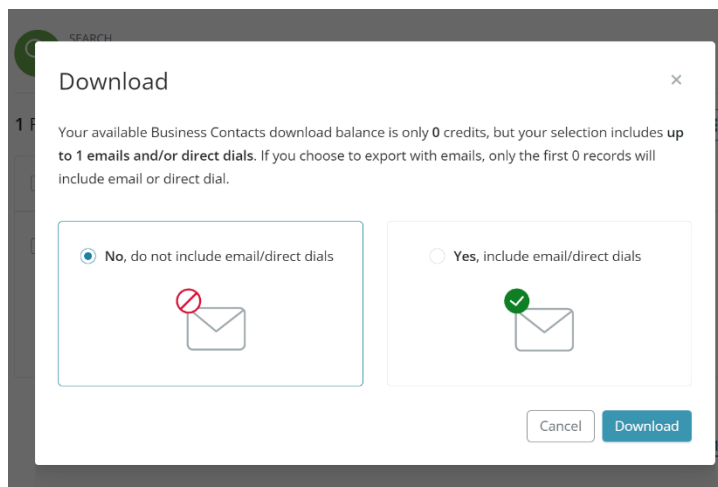 SEARCH
Download
×
1 F
Your available Business Contacts download balance is only 0 credits, but your selection includes up
to 1 emails and/or direct dials. If you choose to export with emails, only the first 0 records will
include email or direct dial.
No, do not include email/direct dials
Yes, include email/direct dials
Cancel
Download